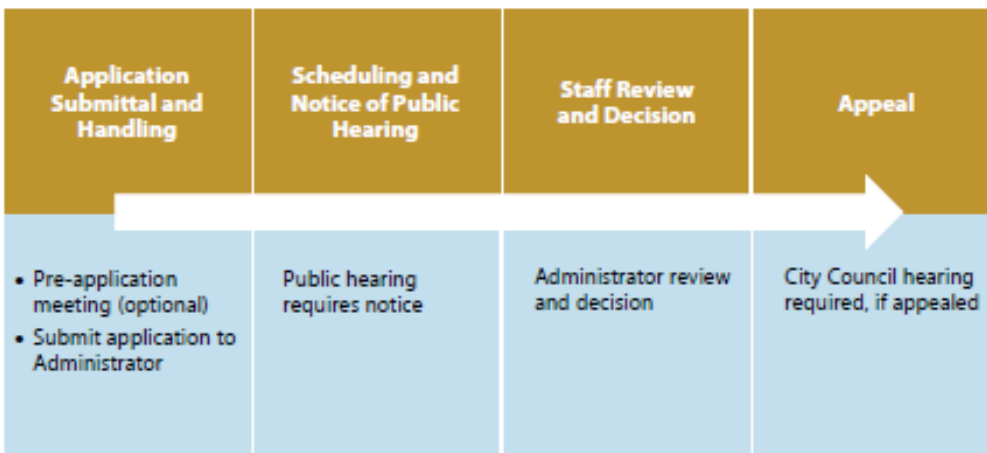 Application
Submittal and
Handling
Scheduling and
Notice of Public
Hearing
Staff Review
and Decision
Appeal
• Pre-application
meeting (optional)
• Submit application to
Administrator
Public hearing
requires notice
Administrator review
and decision
City Council hearing
required, if appealed